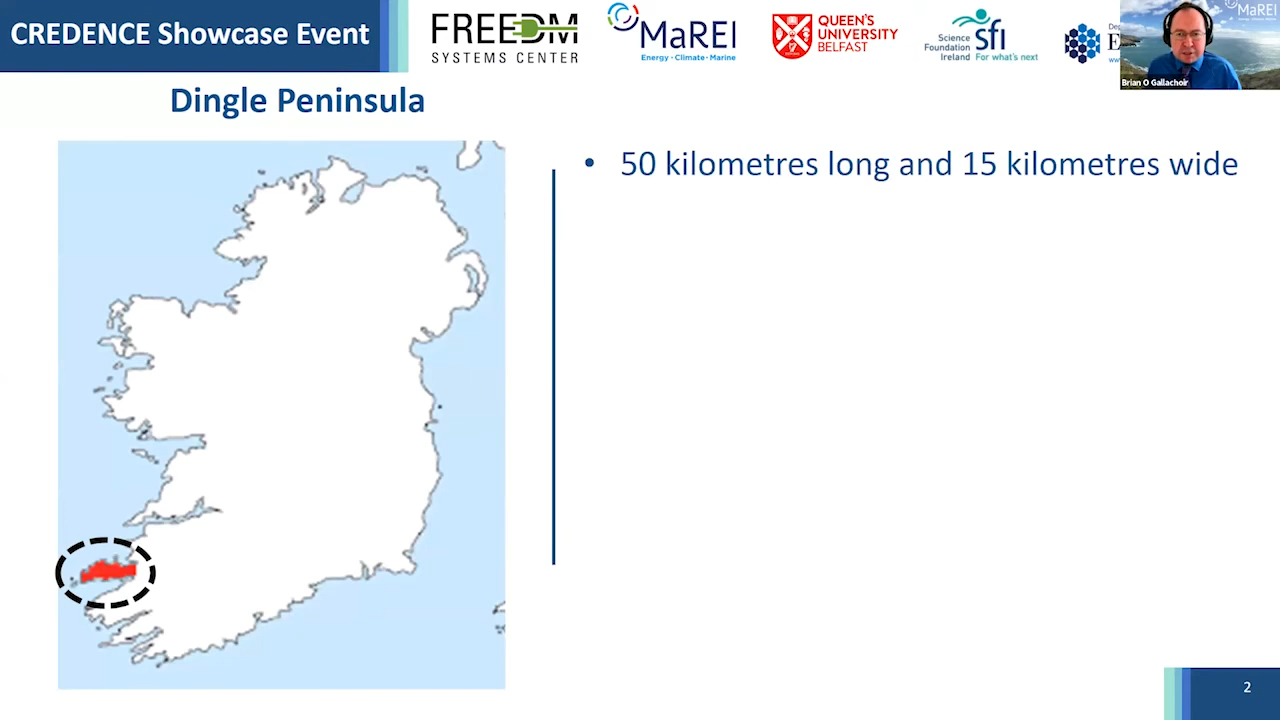 CREDENCE Showcase Event
FREEDM
SYSTEMS CENTER
MaREI
Energy · Climate · Marine
QUEEN'S
UNIVERSITY
BELFAST
Science
Foundation
Ireland
sfi
For what's next
MaREI
Brian O Gallachoir
Dingle Peninsula
• 50 kilometres long and 15 kilometres wide
2